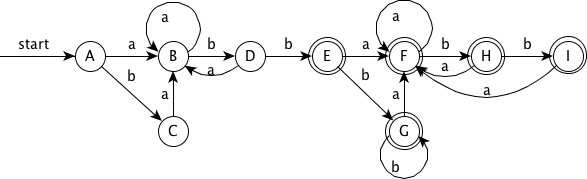 a a
start a b b a b b
A B D E F H I
a a a
b b
a a
C G
b